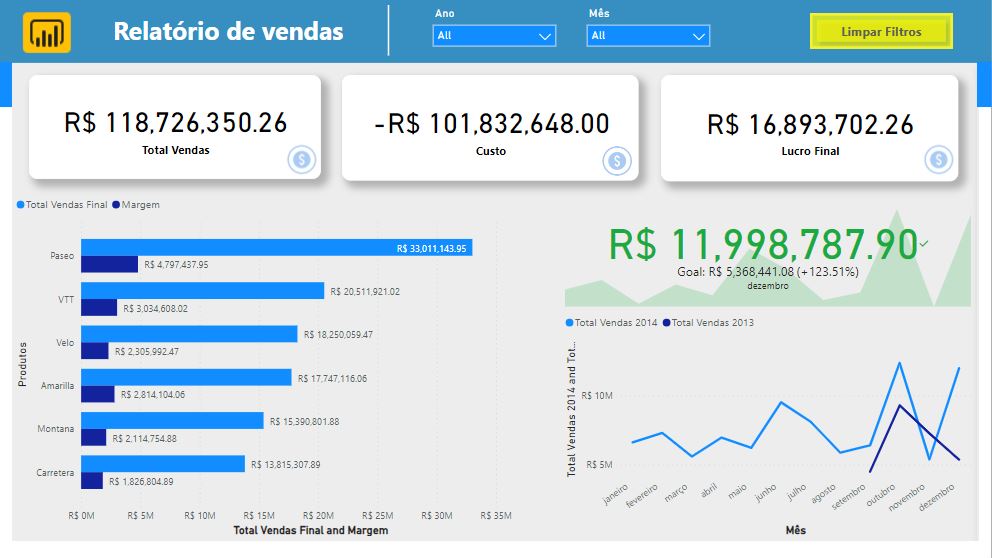 Relatório de vendas
Ano
All
Mês
All
Limpar Filtros
R$ 118,726,350.26
Total Vendas
-R$ 101,832,648.00
Custo
R$ 16,893,702.26
Lucro Final
Total Vendas Final Margem
Produtos
Paseo
R$ 33,011,143.95
R$ 4,797,437.95
VTT
R$ 20,511,921.02
R$ 3,034,608.02
Velo
R$ 18,250,059.47
R$ 2,305,992.47
Amarilla
R$ 17,747,116.06
R$ 2,814,104.06
Montana
R$ 15,390,801.88
R$ 2,114,754.88
Carretera
R$ 13,815,307.89
R$ 1,826,804.89
R$ 0M R$ 5M R$ 10M R$ 15M R$ 20M R$ 25M R$ 30M R$ 35M
Total Vendas Final and Margem
R$ 11,998,787.90
Goal: R$ 5,368,441.08 (+123.51%)
dezembro
Total Vendas 2014 Total Vendas 2013
Total Vendas 2014 and Tot...
R$ 10M
R$ 5M
janeiro fevereiro março abril maio junho julho agosto setembro outubro novembro dezembro
Mês